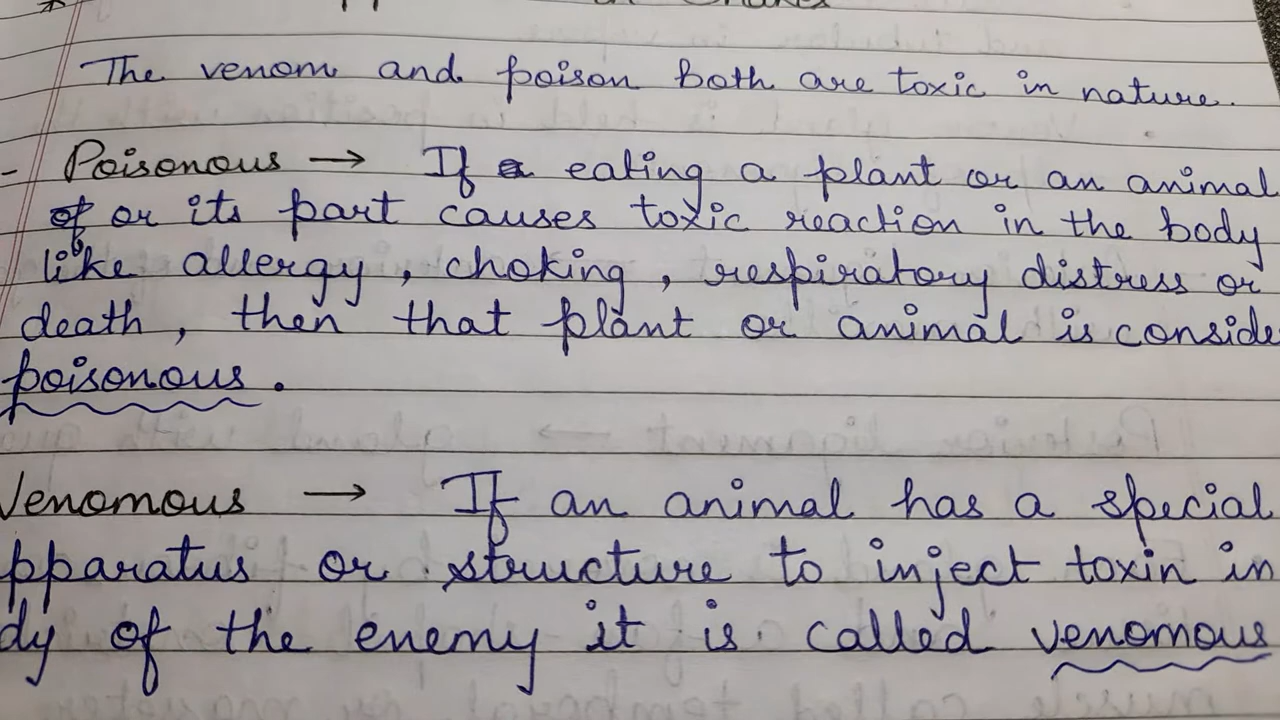 in Snakes
The venom and poison both are toxic in nature.
- Poisonous → If eating a plant or an animal
or its part causes toxic reaction in the body
like allergy, choking, respiratory distress or
death, then that plant or animal is conside
poisonous.
Venomous → If an animal has a special
pparatus or structure to inject toxin in
dy of the enemy it is called venomous